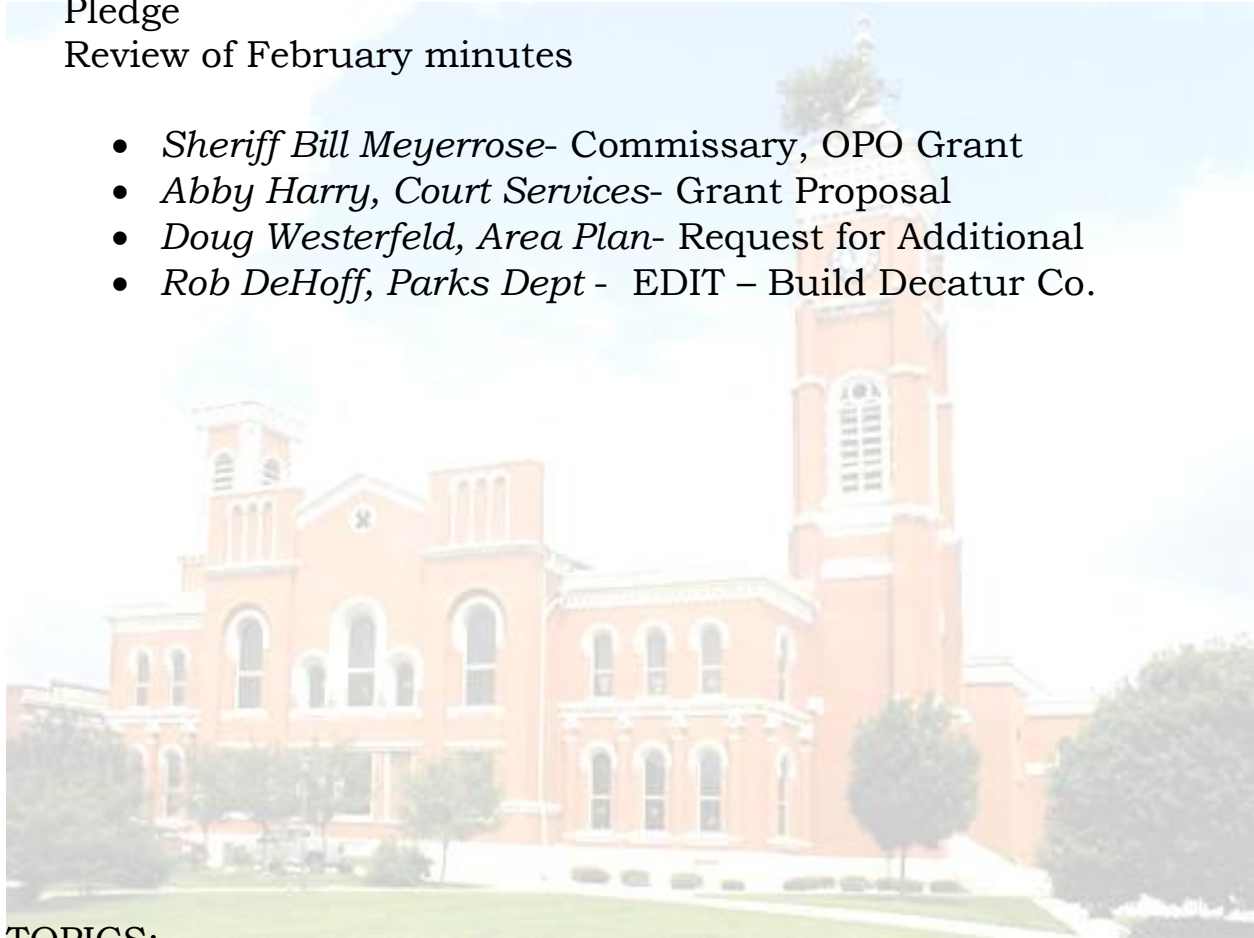 Pledge
Review of February minutes
• Sheriff Bill Meyerrose- Commissary, OPO Grant
• Abby Harry, Court Services- Grant Proposal
• Doug Westerfeld, Area Plan- Request for Additional
• Rob DeHoff, Parks Dept - EDIT – Build Decatur Co.
TOPICS: